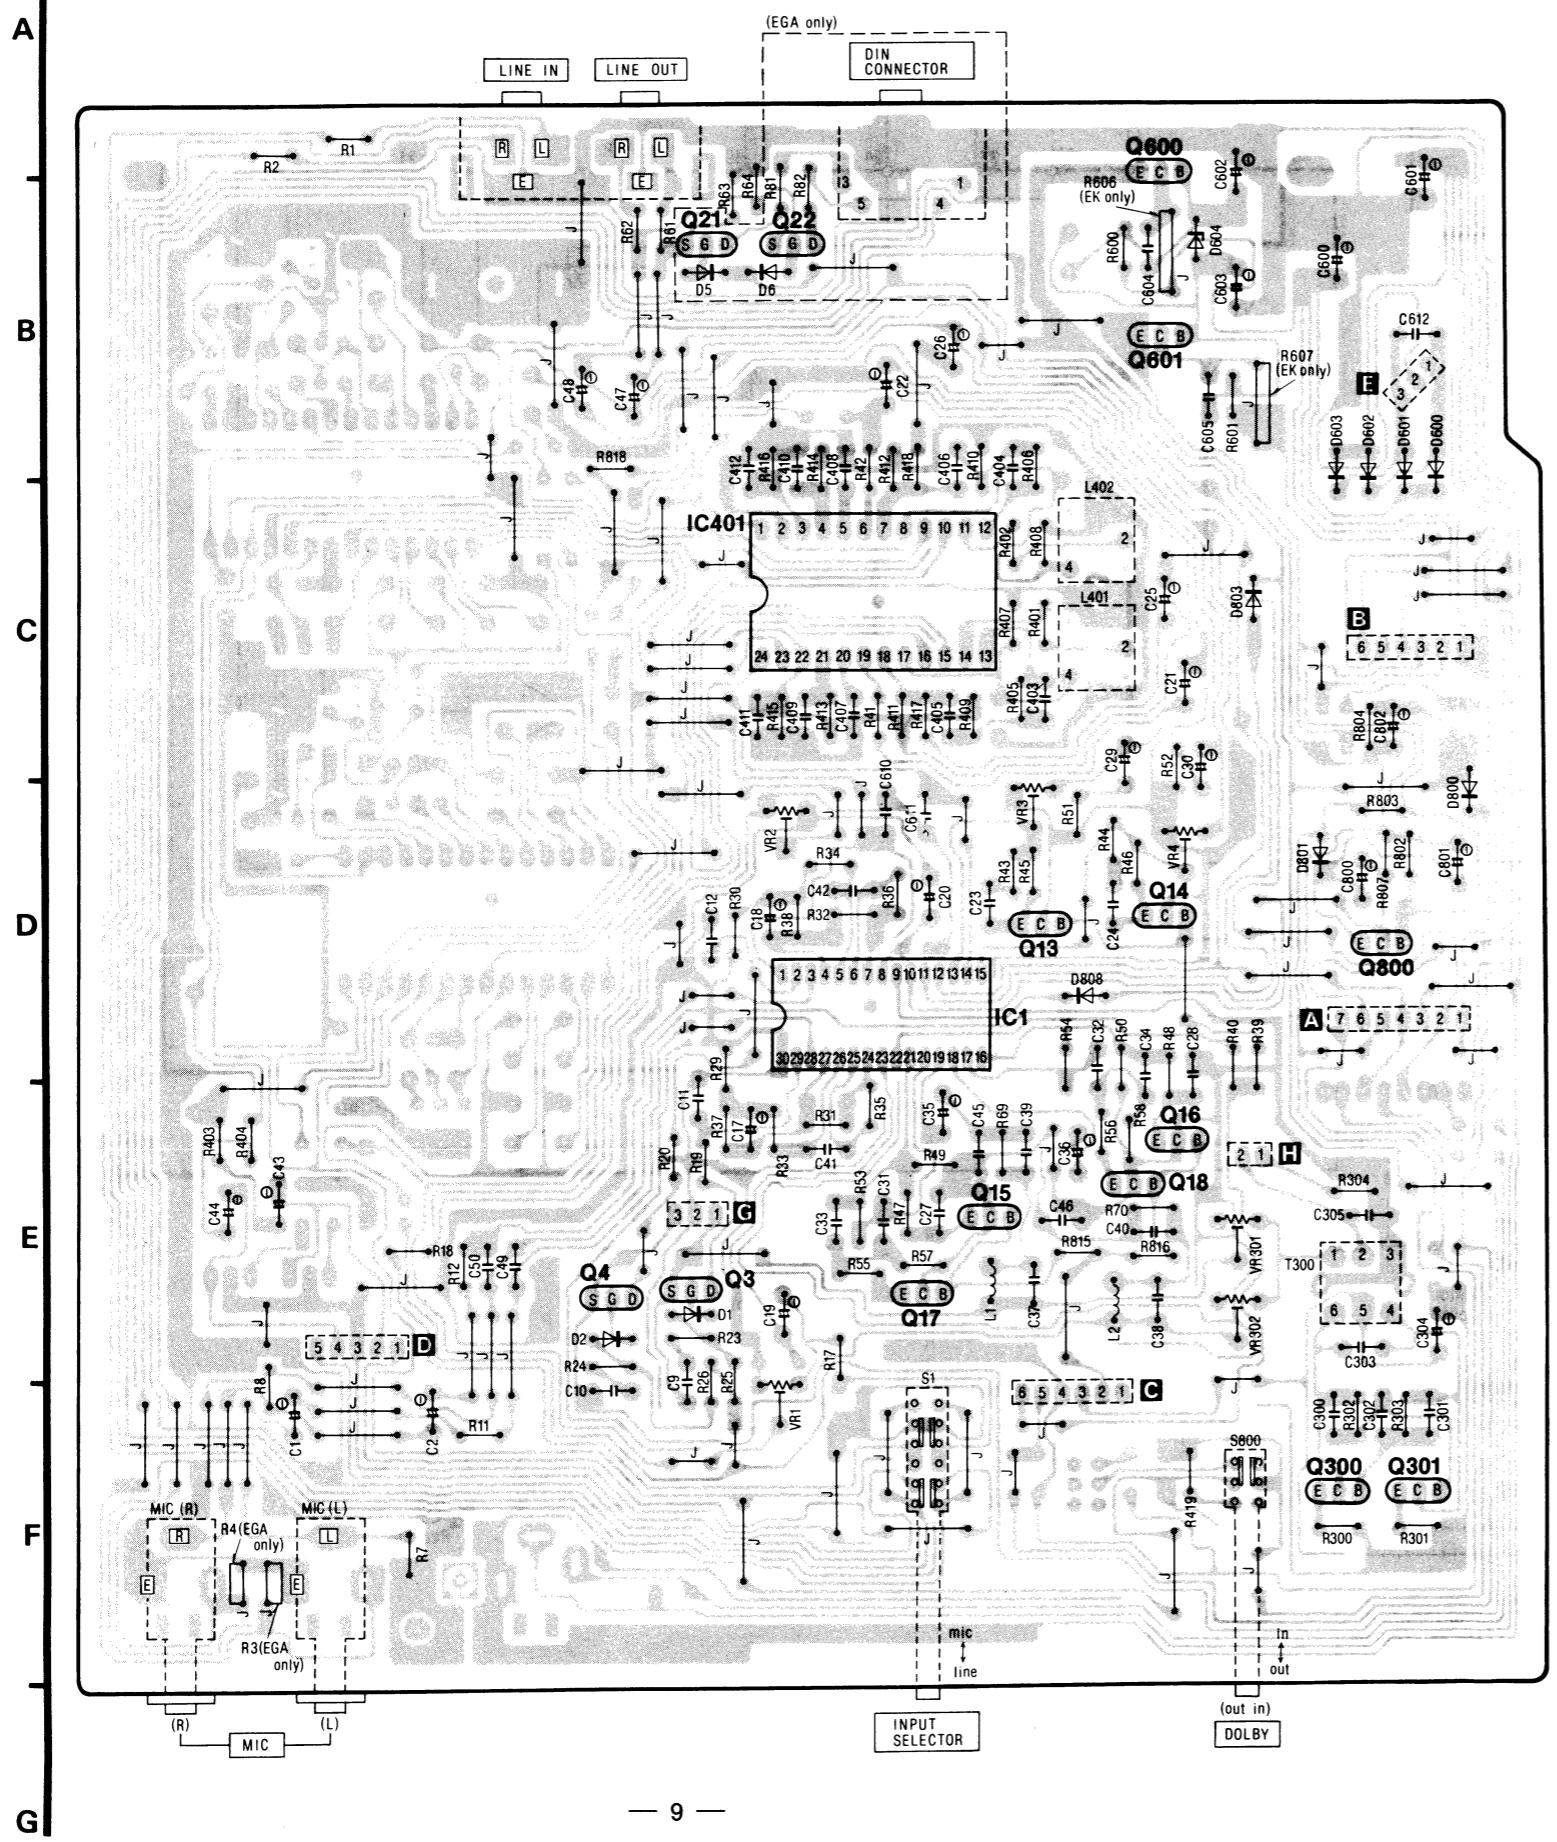 A
(EGA only)
LINE IN
LINE OUT
DIN
CONNECTOR
R1
R2
R L
R L
E
E
R63
R64
R81
R82
3 1
5 4
Q600
E C B
C602
C601
R606
(EK only)
R62
R61
Q21
S G D
Q22
S G D
D5
D6
J
J
R600
C604
J
D604
C603
C600
B
J
J
C26
J
J
E C B
Q601
C612
R607
(EK only)
E
3 2 1
C48
C47
J
J
J
C22
J
C605
R601
J
D603
D602
D601
D600
J
R818
C412
R416
C410
R414
C408
R42
R412
R418
C406
R410
C404
R406
L402
2
4
IC401
1 2 3 4 5 6 7 8 9 10 11 12
24 23 22 21 20 19 18 17 16 15 14 13
R402
R408
J
J
J
J
J
J
J
J
C
R407
R401
L401
2
4
C25
D803
B
6 5 4 3 2 1
J
J
J
J
J
R405
C403
C21
C411
R415
C409
R413
C407
R41
R411
R417
C405
R409
R804
C802
J
J
J
C29
R52
C30
J
R803
D800
VR2
J
J
C610
C611
J
VR3
R51
R44
VR4
R46
R34
C42
R32
R36
C20
R43
R45
C23
D801
C800
R807
R802
C801
D
J
C12
R30
C18
R38
E C B
Q13
J
C24
Q14
E C B
J
J
J
E C B
Q800
J
J
J
J
J
IC1
1 2 3 4 5 6 7 8 9 10 11 12 13 14 15
30 29 28 27 26 25 24 23 22 21 20 19 18 17 16
D808
J
A
7 6 5 4 3 2 1
R54
C32
R50
C34
R48
C28
R40
R39
J
J
J
R29
C11
R37
C17
R33
R31
C41
R35
C35
C45
R69
C39
J
C36
R56
R58
Q16
E C B
R403
R404
C43
C44
R20
R19
R49
2 1
H
R304
J
C305
E
3 2 1
G
C33
R53
C31
R47
C27
Q15
E C B
C46
E C B
Q18
R70
C40
R815
R816
VR301
T300
1 2 3
6 5 4
J
R18
J
R12
C50
C49
J
J
Q4
S G D
Q3
S G D
D1
D2
R23
R24
C10
C19
R55
R57
E C B
Q17
L1
C37
J
L2
C38
VR302
C304
C303
J
5 4 3 2 1
D
J
J
J
C9
R26
R25
VR1
R17
S1
6 5 4 3 2 1
C
J
R8
C1
J
J
J
C2
R11
J
J
J
J
J
C300
R302
C302
R303
C301
J
J
J
J
J
J
J
J
J
S800
R419
Q300
E C B
Q301
E C B
R300
R301
F
MIC (R)
R
E
R4(EGA
only)
MIC (L)
L
E
R7
J
J
R3(EGA
only)
J
J
J
J
mic
line
in
out
(R)
(L)
MIC
INPUT
SELECTOR
(out in)
DOLBY
G
— 9 —